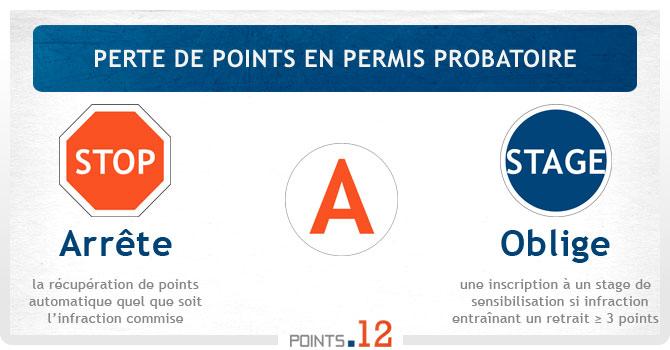 PERTE DE POINTS EN PERMIS PROBATOIRE
STOP
Arrête
la récupération de points
automatique quel que soit
l'infraction commise
A
STAGE
Oblige
une inscription à un stage de
sensibilisation si infraction
entraînant un retrait ≥ 3 points
POINTS.12